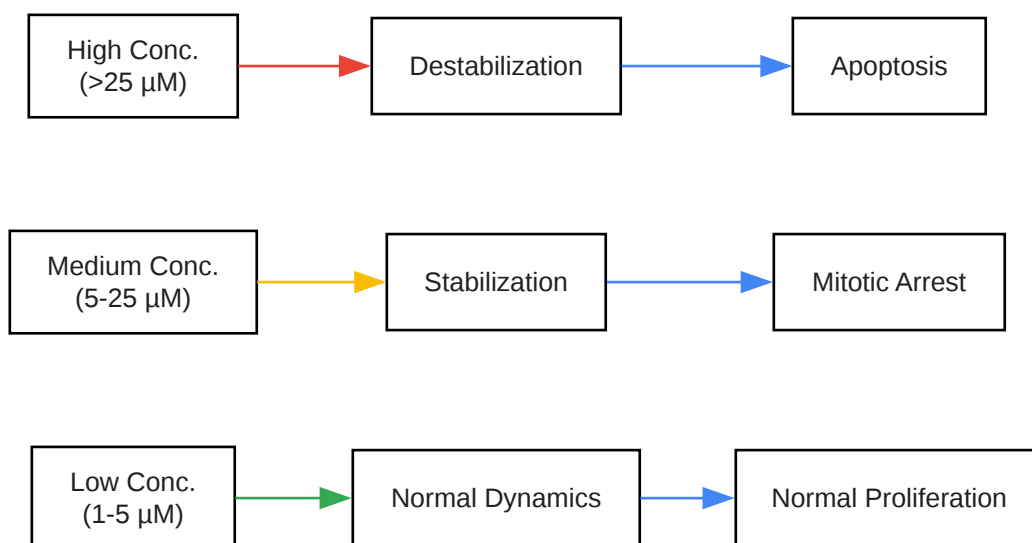 High Conc.
(>25 µM)
Destabilization
Apoptosis
Medium Conc.
(5-25 µM)
Stabilization
Mitotic Arrest
Low Conc.
(1-5 µM)
Normal Dynamics
Normal Proliferation